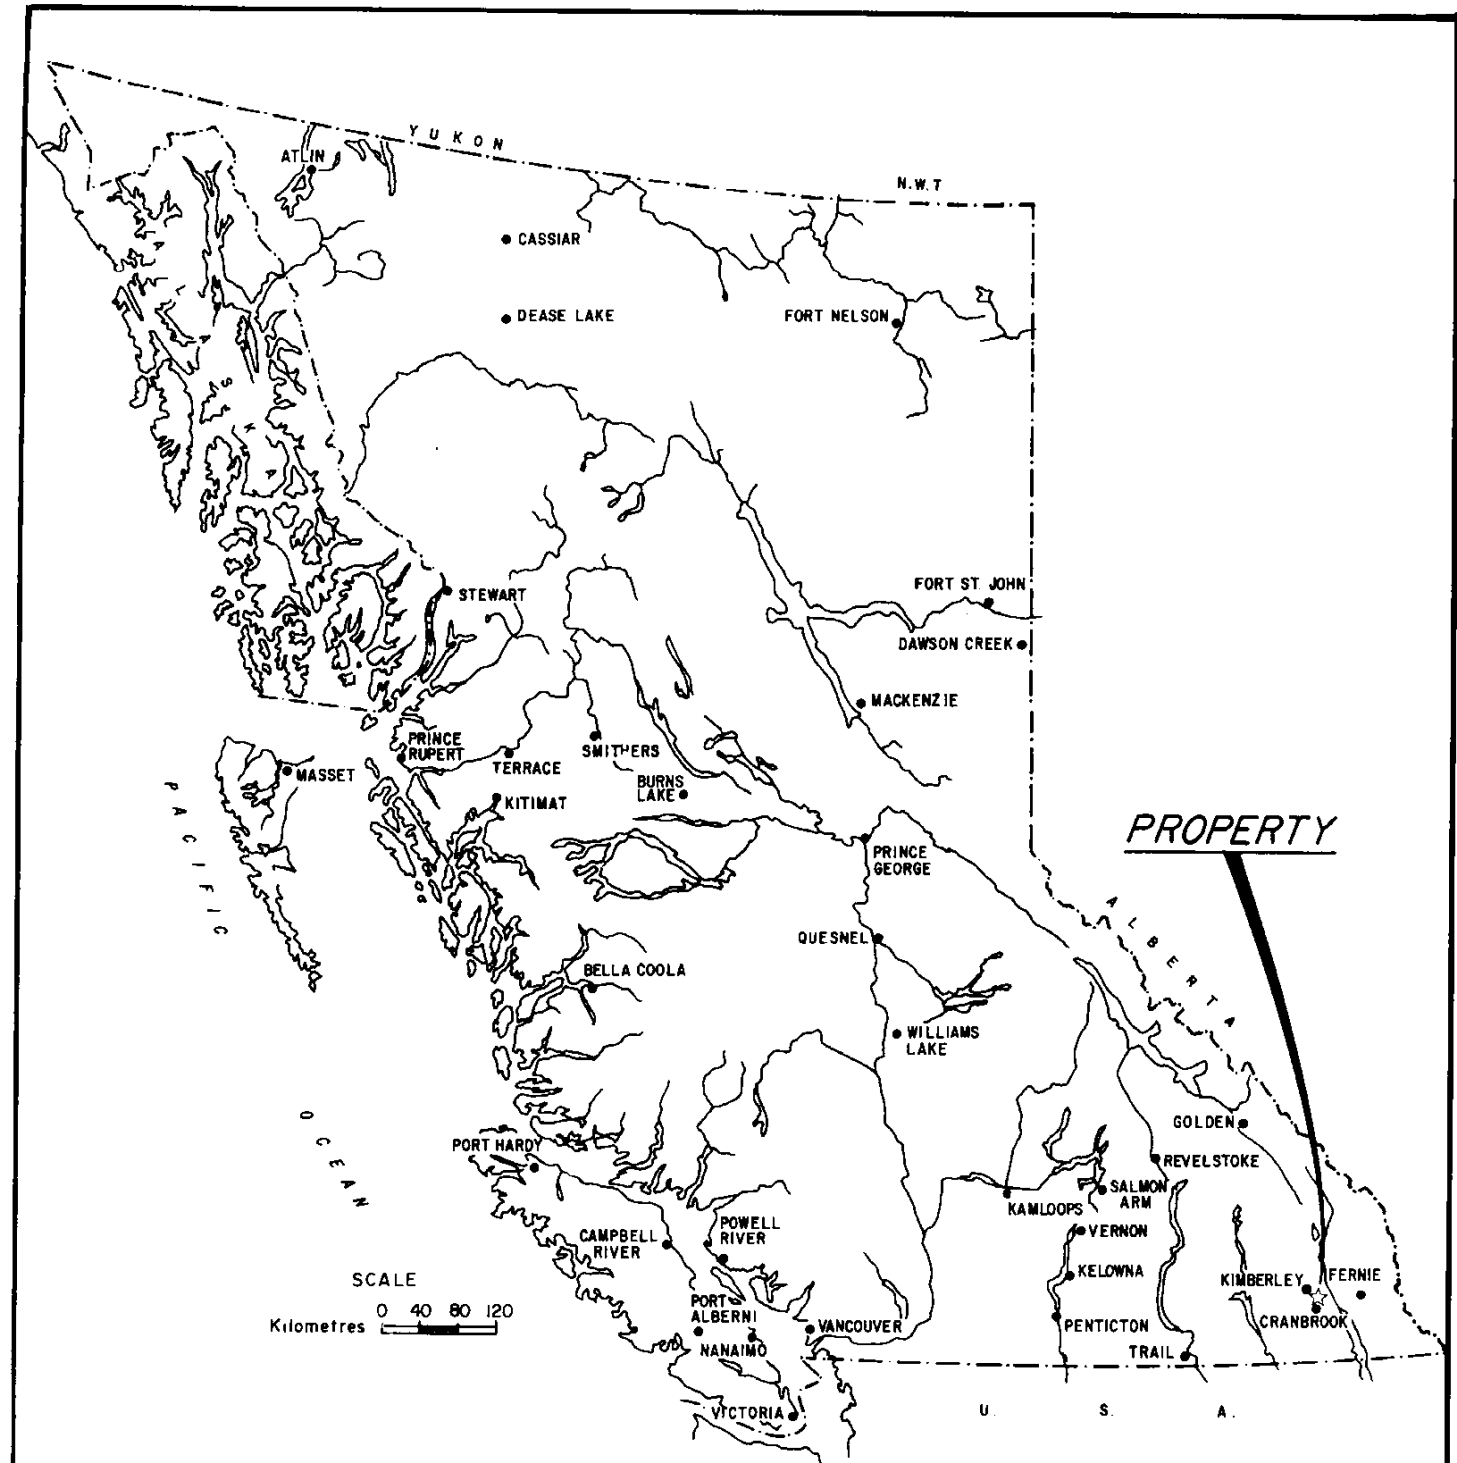 YUKON
N.W.T
ATLIN
CASSIAR
DEASE LAKE
FORT NELSON
ALASKA
STEWART
FORT ST JOHN
DAWSON CREEK
MACKENZIE
PRINCE
RUPERT
SMITHERS
TERRACE
MASSET
BURNS
LAKE
KITIMAT
PACIFIC
PROPERTY
PRINCE
GEORGE
ALBERTA
QUESNEL
BELLA COOLA
WILLIAMS
LAKE
OCEAN
GOLDEN
PORT HARDY
REVELSTOKE
SALMON
ARM
KAMLOOPS
POWELL
RIVER
CAMPBELL
RIVER
VERNON
KELOWNA
KIMBERLEY
FERNIE
SCALE
0 40 80 120
Kilometres
PORT
ALBERNI
VANCOUVER
PENTICTON
CRANBROOK
NANAIMO
TRAIL
VICTORIA
U. S. A.